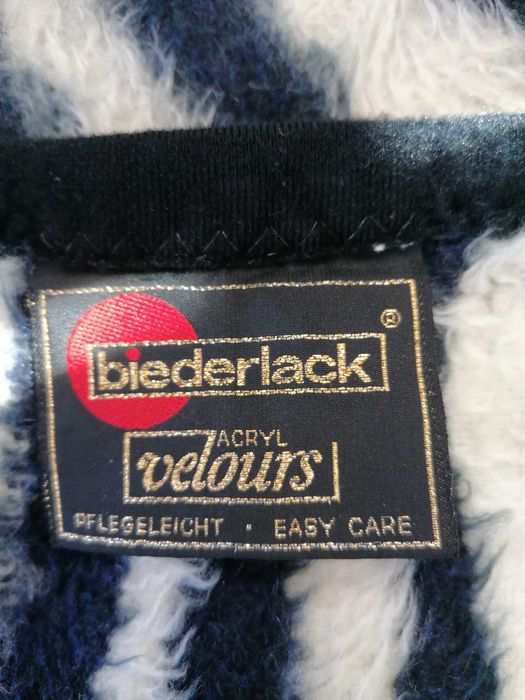 ®
biederlack
ACRYL
velours
PFLEGELEICHT · EASY CARE